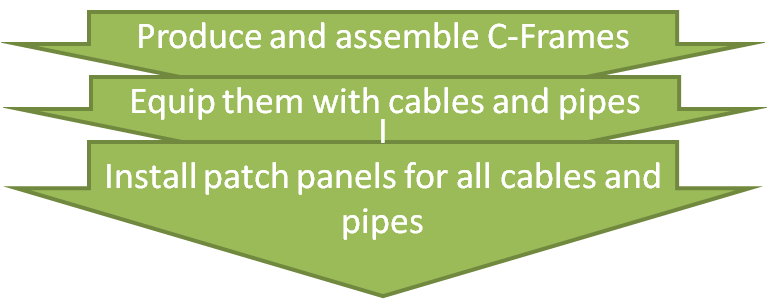 Produce and assemble C-Frames
Equip them with cables and pipes
Install patch panels for all cables and
pipes